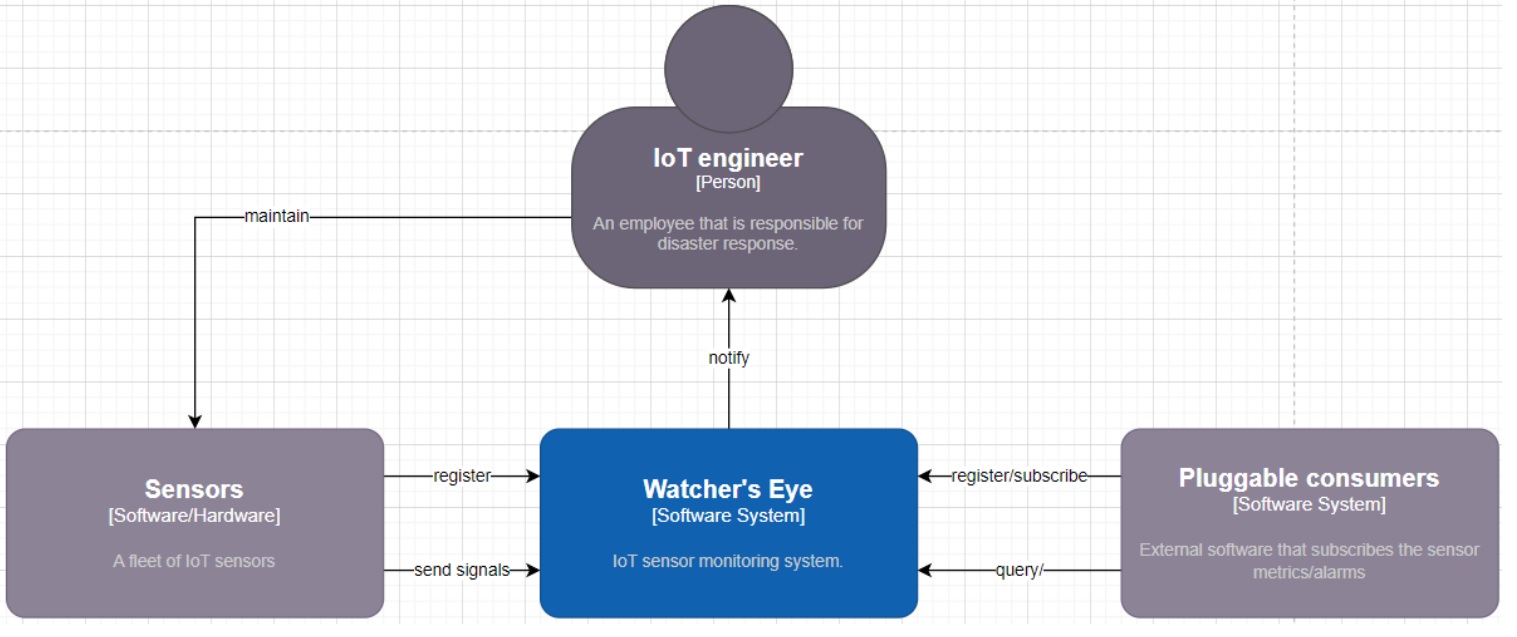 IoT engineer
[Person]
An employee that is responsible for
disaster response.
maintain
notify
Sensors
[Software/Hardware]
A fleet of IoT sensors
register
send signals
Watcher's Eye
[Software System]
IoT sensor monitoring system.
register/subscribe
query/
Pluggable consumers
[Software System]
External software that subscribes the sensor
metrics/alarms